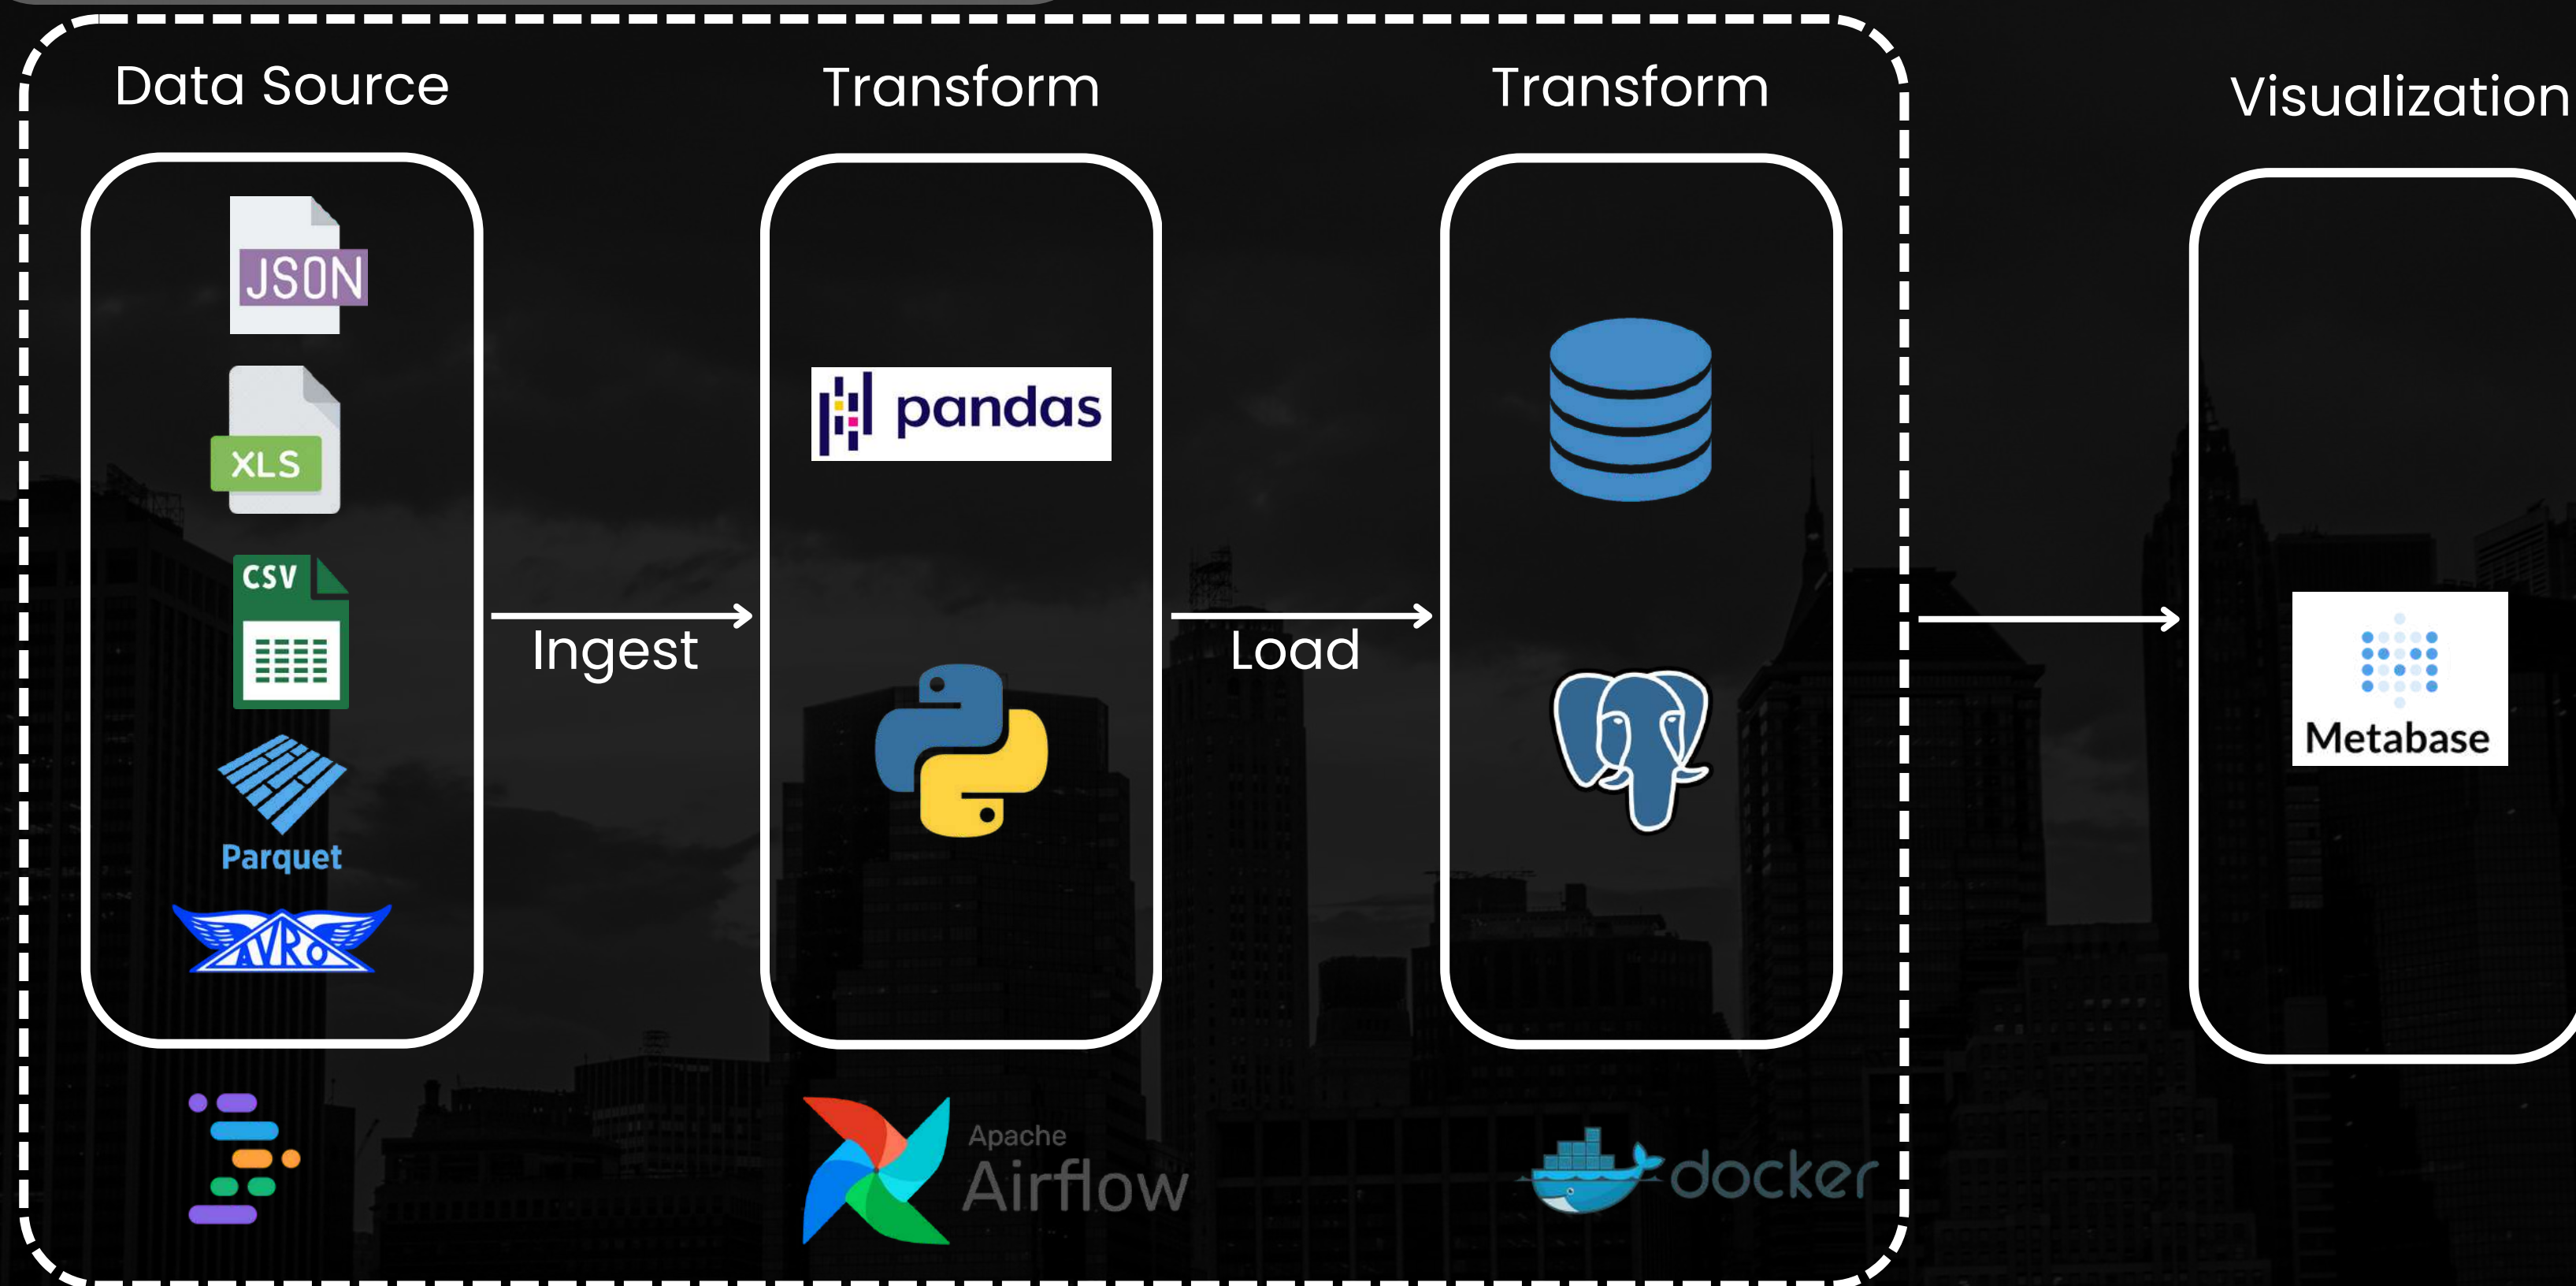 Data Source
Transform
Transform
Visualization
JSON
XLS
CSV
Parquet
AVRO
Ingest
pandas
Load
Metabase
Apache
Airflow
docker